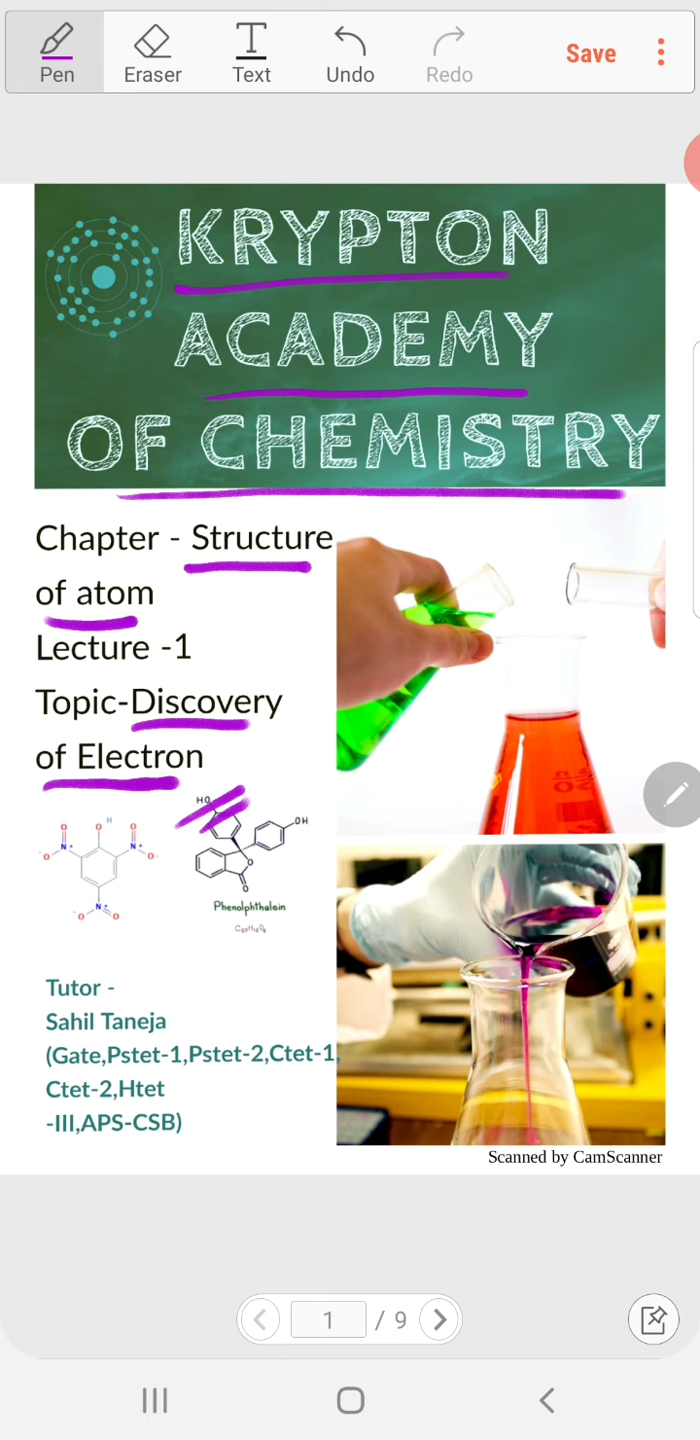 Pen Eraser Text Undo Redo Save
KRYPTON
ACADEMY
OF CHEMISTRY
Chapter - Structure
of atom
Lecture -1
Topic-Discovery
of Electron
HO
OH
O
O
O H O
⁻O N⁺ N⁺ O⁻
⁻O N⁺ O
Phenolphthalein
C₂₀H₁₄O₄
Tutor -
Sahil Taneja
(Gate,Pstet-1,Pstet-2,Ctet-1,
Ctet-2,Htet
-III,APS-CSB)
Scanned by CamScanner
1 / 9